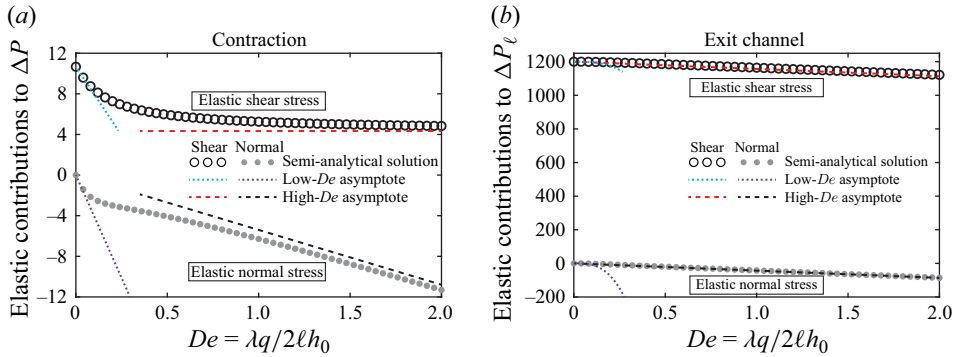 (a)
Contraction
Elastic contributions to ΔP
12
8
4
0
−4
−8
−12
Elastic shear stress
Shear Normal
Semi-analytical solution
Low-De asymptote
High-De asymptote
Elastic normal stress
0 0.5 1.0 1.5 2.0
De = λq/2ℓh0
(b)
Exit channel
Elastic contributions to ΔPℓ
1200
1000
800
600
400
200
0
−200
Elastic shear stress
Shear Normal
Semi-analytical solution
Low-De asymptote
High-De asymptote
Elastic normal stress
0 0.5 1.0 1.5 2.0
De = λq/2ℓh0